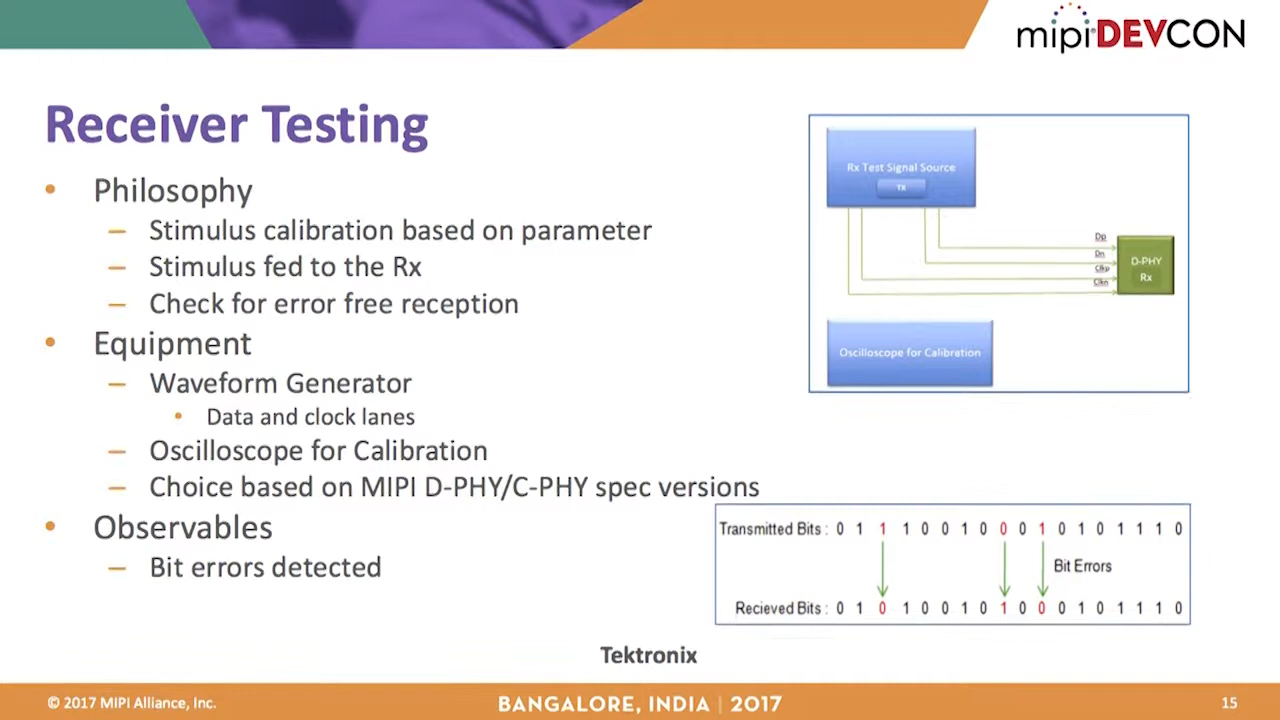 mipi DEVCON
Receiver Testing
• Philosophy
– Stimulus calibration based on parameter
– Stimulus fed to the Rx
– Check for error free reception
• Equipment
– Waveform Generator
• Data and clock lanes
– Oscilloscope for Calibration
– Choice based on MIPI D-PHY/C-PHY spec versions
• Observables
– Bit errors detected
Rx Test Signal Source
TX
Dp
Dn
Clkp
Clkn
D-PHY
Rx
Oscilloscope for Calibration
Transmitted Bits : 0 1 1 1 0 0 1 0 0 0 1 0 1 0 1 1 1 0
Bit Errors
Recieved Bits : 0 1 0 1 0 0 1 0 1 0 0 0 1 0 1 1 1 0
Tektronix
© 2017 MIPI Alliance, Inc.
BANGALORE, INDIA | 2017
15